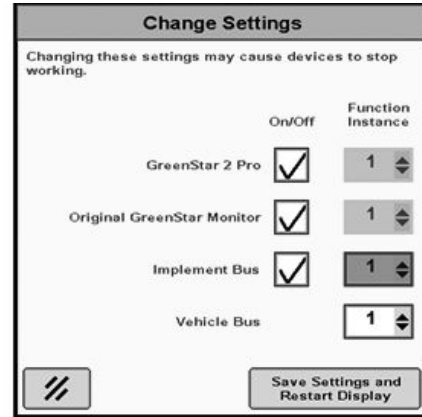 Change Settings
Changing these settings may cause devices to stop
working.
On/Off
Function
Instance
GreenStar 2 Pro
1
Original GreenStar Monitor
1
Implement Bus
1
Vehicle Bus
1
Save Settings and
Restart Display